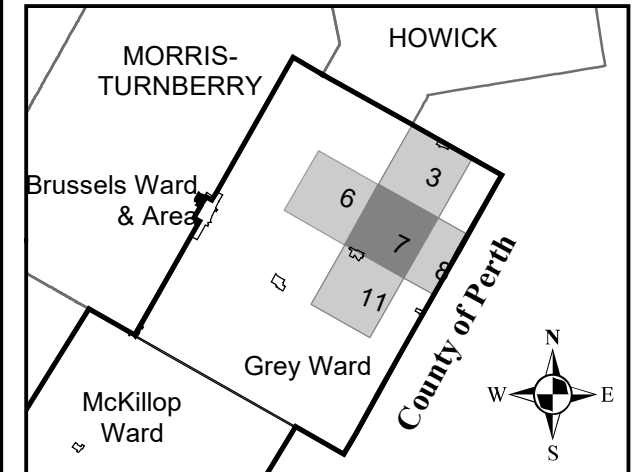 HOWICK
MORRIS-
TURNBERRY
3
Brussels Ward
& Area
6
7
8
11
County of Perth
Grey Ward
N
W
E
S
McKillop
Ward